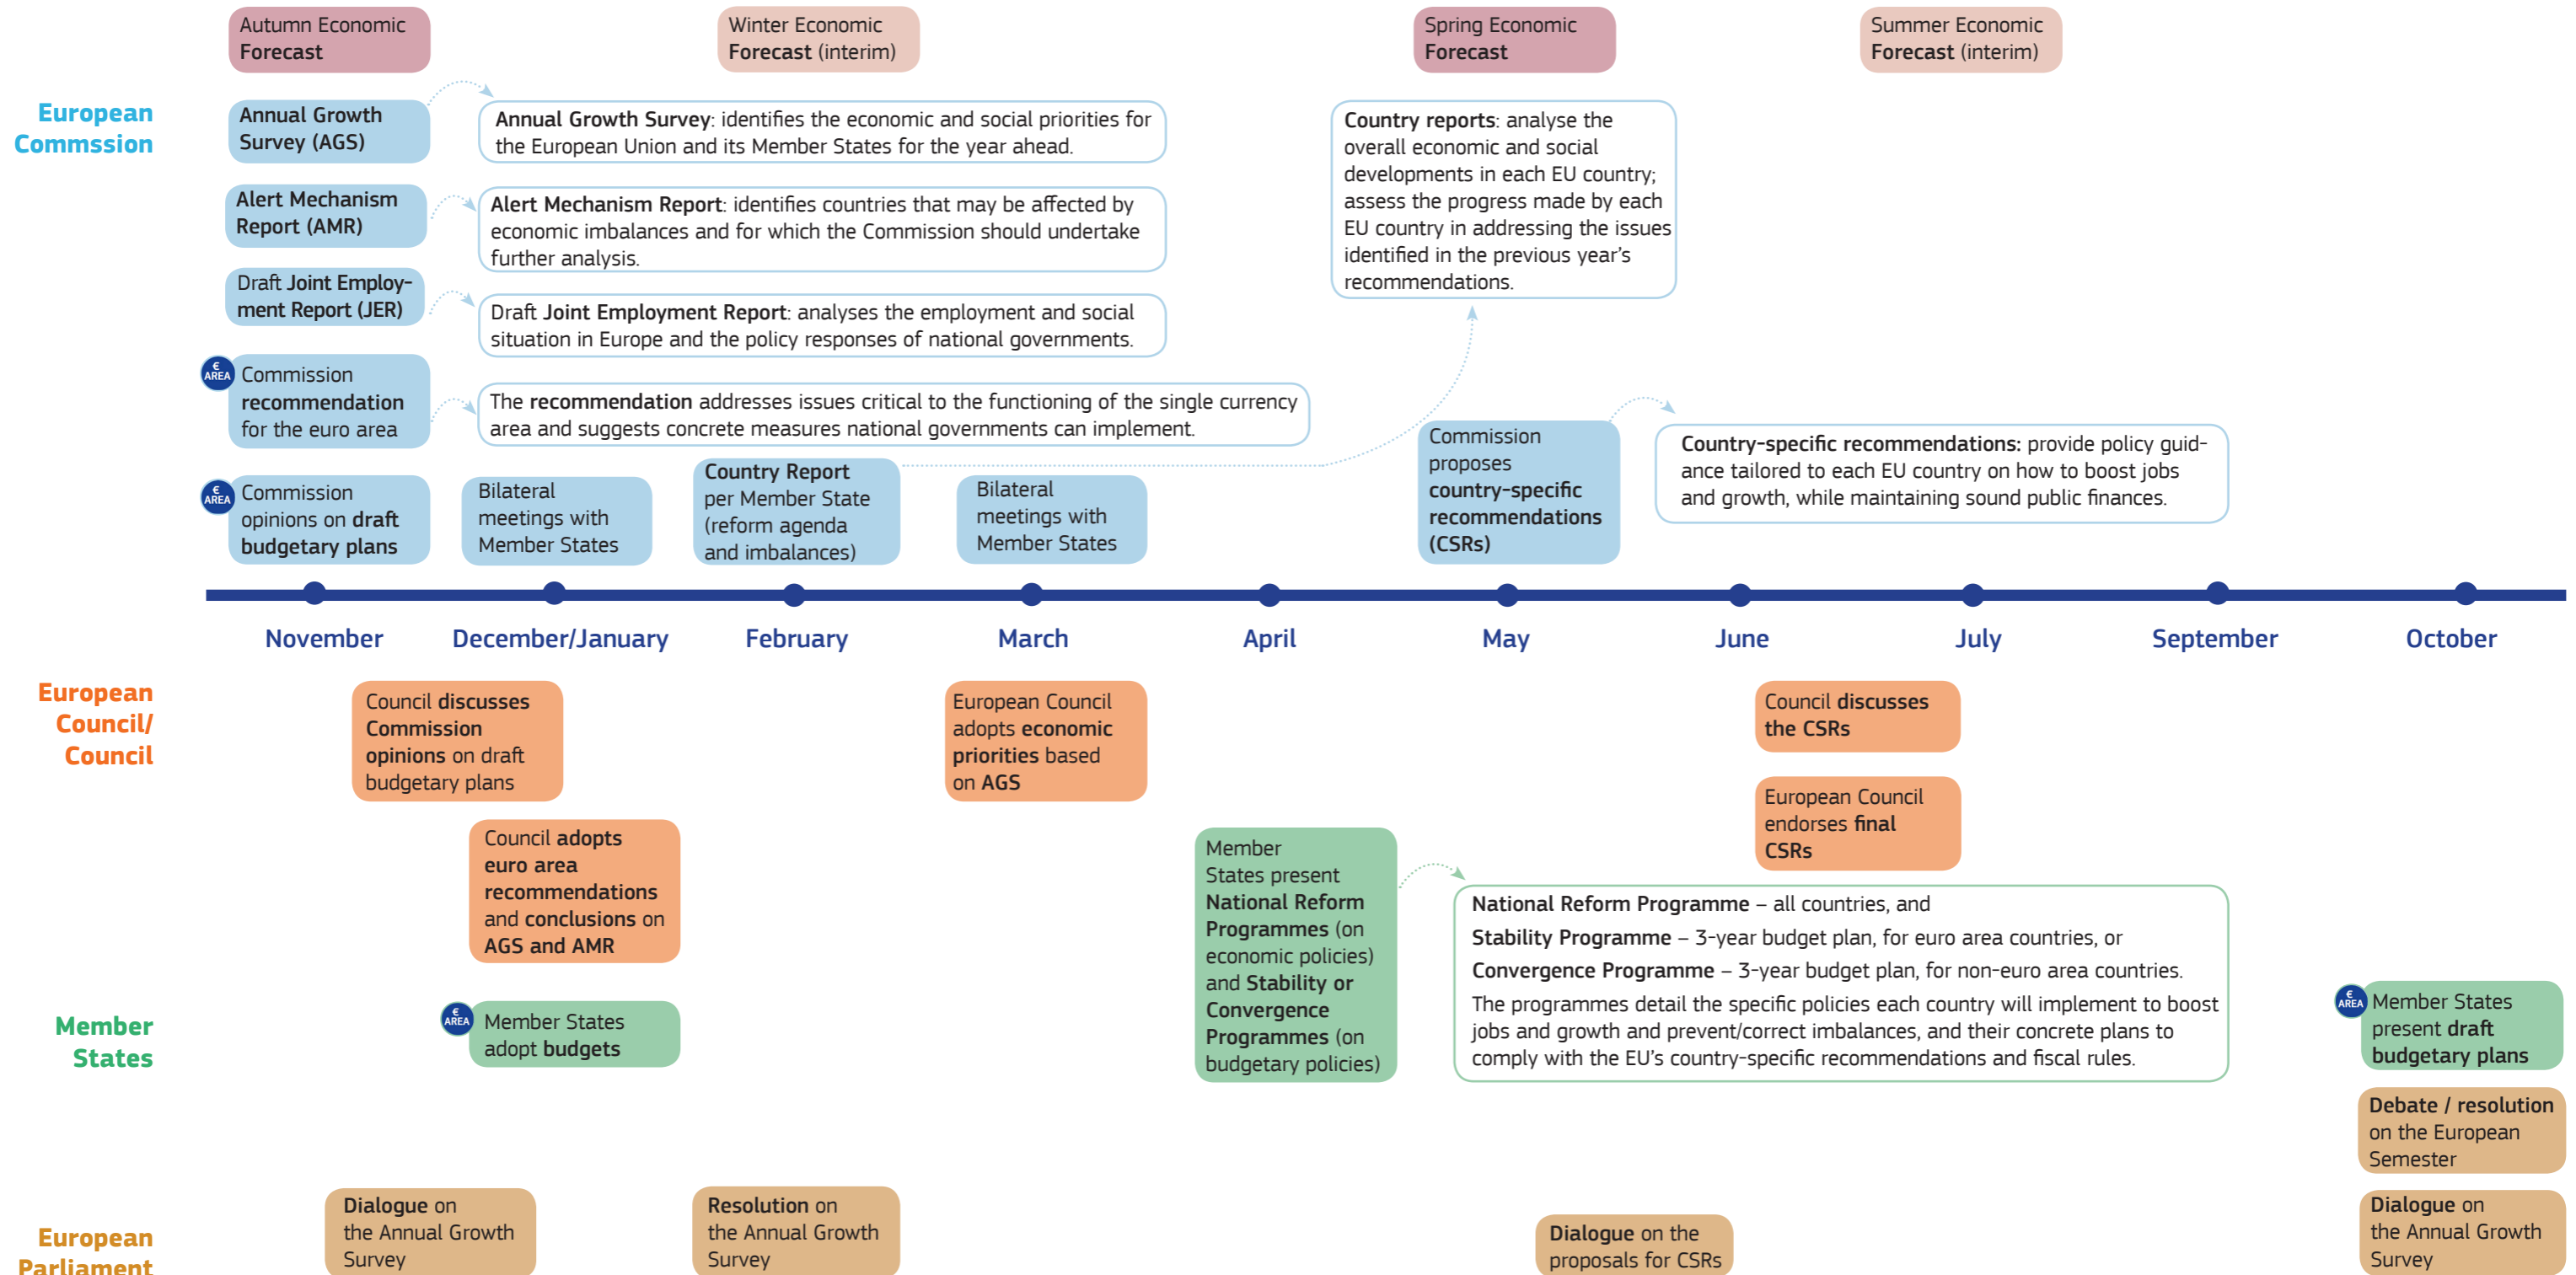 Autumn Economic
Forecast
Winter Economic
Forecast (interim)
Spring Economic
Forecast
Summer Economic
Forecast (interim)
European
Commssion
Annual Growth
Survey (AGS)
Annual Growth Survey: identifies the economic and social priorities for
the European Union and its Member States for the year ahead.
Alert Mechanism
Report (AMR)
Alert Mechanism Report: identifies countries that may be affected by
economic imbalances and for which the Commission should undertake
further analysis.
Draft Joint Employ-
ment Report (JER)
Draft Joint Employment Report: analyses the employment and social
situation in Europe and the policy responses of national governments.
€
AREA
Commission
recommendation
for the euro area
The recommendation addresses issues critical to the functioning of the single currency
area and suggests concrete measures national governments can implement.
Country reports: analyse the
overall economic and social
developments in each EU country;
assess the progress made by each
EU country in addressing the issues
identified in the previous year's
recommendations.
€
AREA
Commission
opinions on draft
budgetary plans
Bilateral
meetings with
Member States
Country Report
per Member State
(reform agenda
and imbalances)
Bilateral
meetings with
Member States
Commission
proposes
country-specific
recommendations
(CSRs)
Country-specific recommendations: provide policy guid-
ance tailored to each EU country on how to boost jobs
and growth, while maintaining sound public finances.
November
December/January
February
March
April
May
June
July
September
October
European
Council/
Council
Council discusses
Commission
opinions on draft
budgetary plans
European Council
adopts economic
priorities based
on AGS
Council discusses
the CSRs
European Council
endorses final
CSRs
Council adopts
euro area
recommendations
and conclusions on
AGS and AMR
Member
States
€
AREA
Member States
adopt budgets
Member
States present
National Reform
Programmes (on
economic policies)
and Stability or
Convergence
Programmes (on
budgetary policies)
National Reform Programme – all countries, and
Stability Programme – 3-year budget plan, for euro area countries, or
Convergence Programme – 3-year budget plan, for non-euro area countries.
The programmes detail the specific policies each country will implement to boost
jobs and growth and prevent/correct imbalances, and their concrete plans to
comply with the EU's country-specific recommendations and fiscal rules.
€
AREA
Member States
present draft
budgetary plans
European
Parliament
Dialogue on
the Annual Growth
Survey
Resolution on
the Annual Growth
Survey
Dialogue on the
proposals for CSRs
Debate / resolution
on the European
Semester
Dialogue on
the Annual Growth
Survey